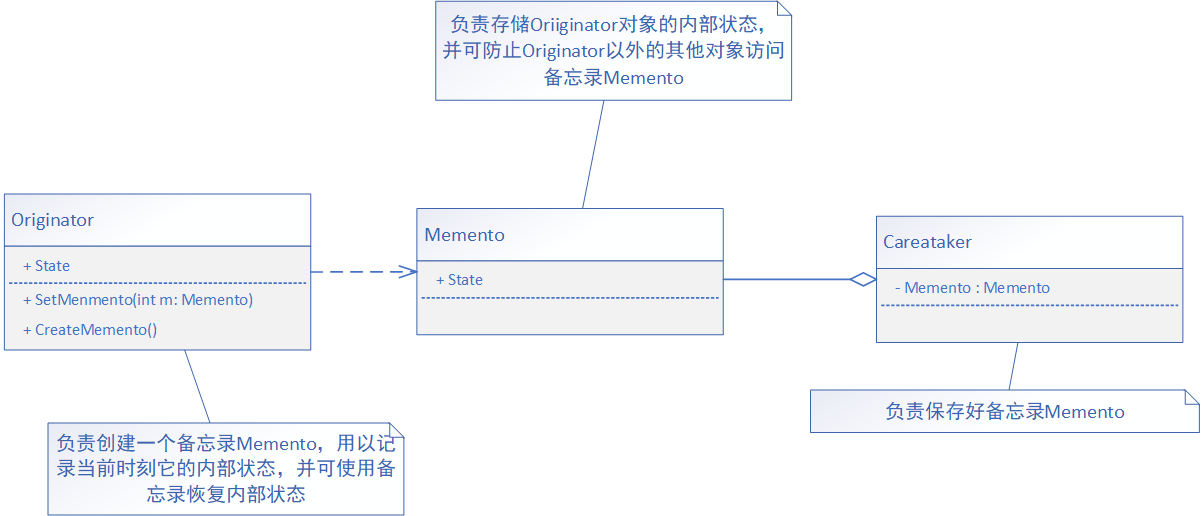 负责存储Oriiginator对象的内部状态，
并可防止Originator以外的其他对象访问
备忘录Memento
Originator
+ State
+ SetMenmento(int m: Memento)
+ CreateMemento()
Memento
+ State
Careataker
- Memento : Memento
负责创建一个备忘录Memento，用以记
录当前时刻它的内部状态，并可使用备
忘录恢复内部状态
负责保存好备忘录Memento